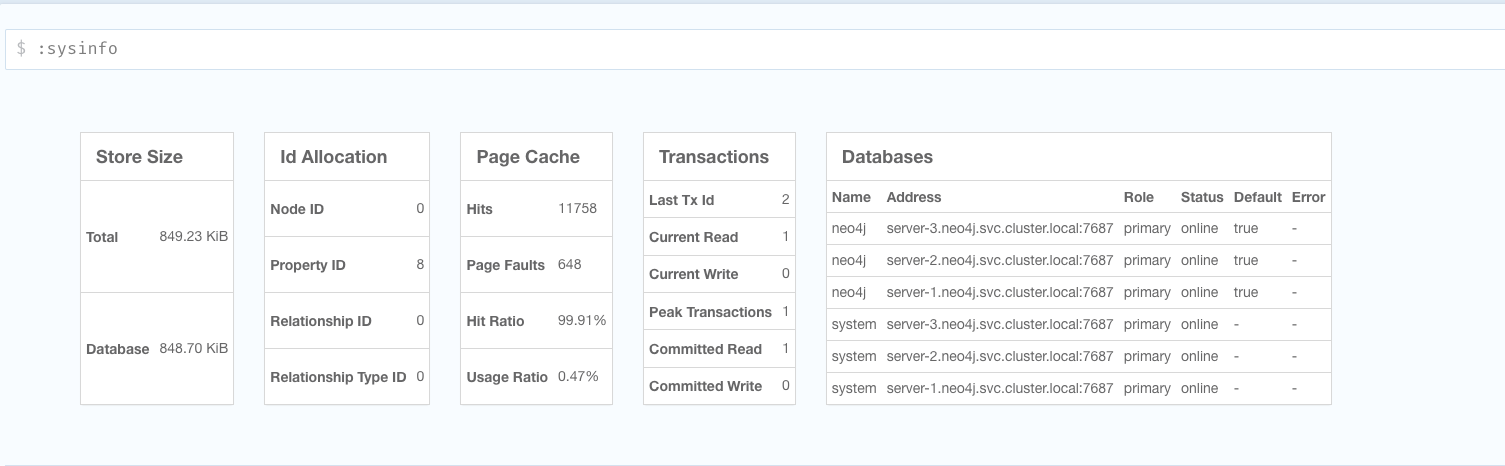 $ :sysinfo
Store Size
Total 849.23 KiB
Database 848.70 KiB
Id Allocation
Node ID 0
Property ID 8
Relationship ID 0
Relationship Type ID 0
Page Cache
Hits 11758
Page Faults 648
Hit Ratio 99.91%
Usage Ratio 0.47%
Transactions
Last Tx Id 2
Current Read 1
Current Write 0
Peak Transactions 1
Committed Read 1
Committed Write 0
Databases
Name Address Role Status Default Error
neo4j server-3.neo4j.svc.cluster.local:7687 primary online true -
neo4j server-2.neo4j.svc.cluster.local:7687 primary online true -
neo4j server-1.neo4j.svc.cluster.local:7687 primary online true -
system server-3.neo4j.svc.cluster.local:7687 primary online - -
system server-2.neo4j.svc.cluster.local:7687 primary online - -
system server-1.neo4j.svc.cluster.local:7687 primary online - -